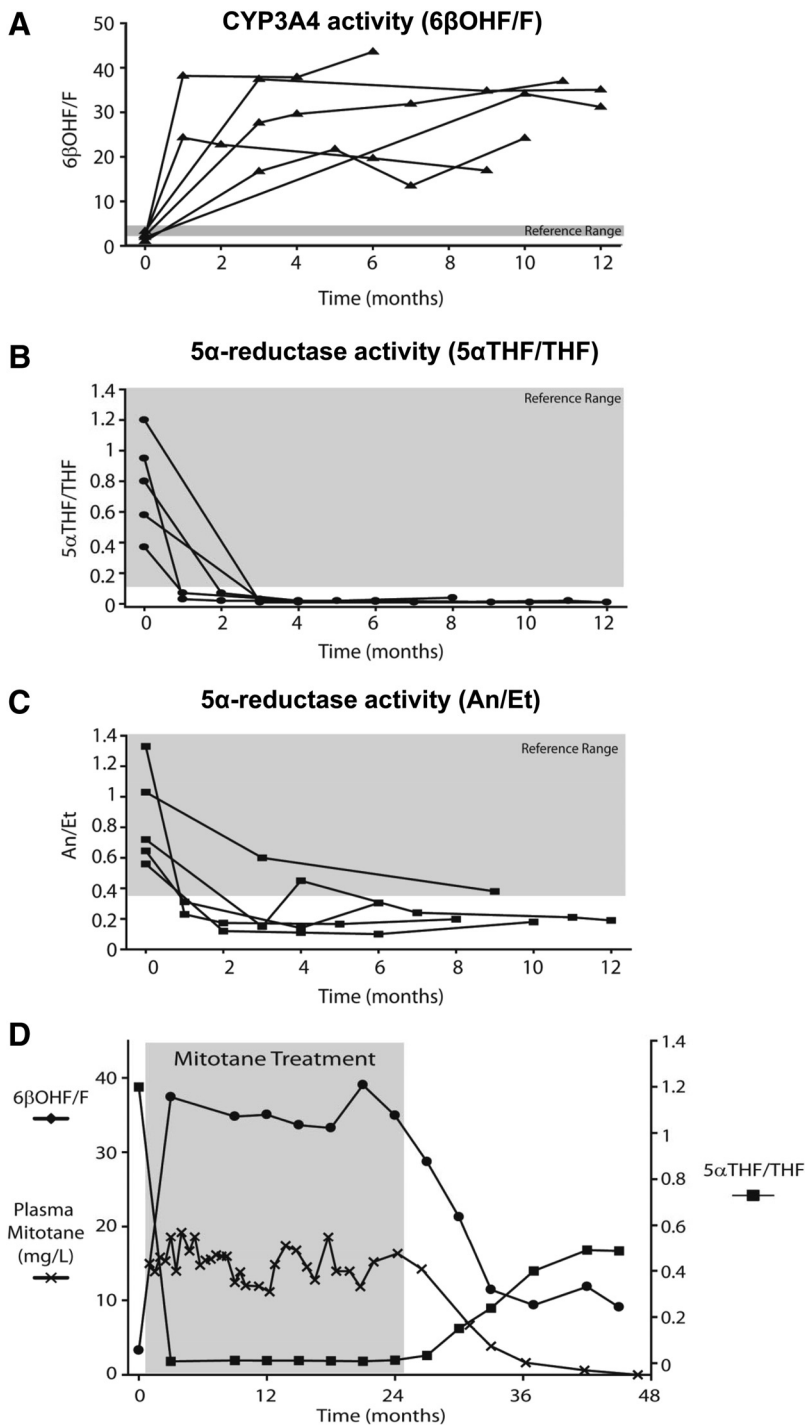 A
CYP3A4 activity (6βOHF/F)
50
40
30
20
10
0
6βOHF/F
Reference Range
0 2 4 6 8 10 12
Time (months)
B
5α-reductase activity (5αTHF/THF)
1.4
1.2
1
0.8
0.6
0.4
0.2
0
5αTHF/THF
Reference Range
0 2 4 6 8 10 12
Time (months)
C
5α-reductase activity (An/Et)
1.4
1.2
1
0.8
0.6
0.4
0.2
0
An/Et
Reference Range
0 2 4 6 8 10 12
Time (months)
D
Mitotane Treatment
6βOHF/F
Plasma
Mitotane
(mg/L)
40
30
20
10
0
1.4
1.2
1
0.8
0.6
0.4
0.2
0
5αTHF/THF
0 12 24 36 48
Time (months)